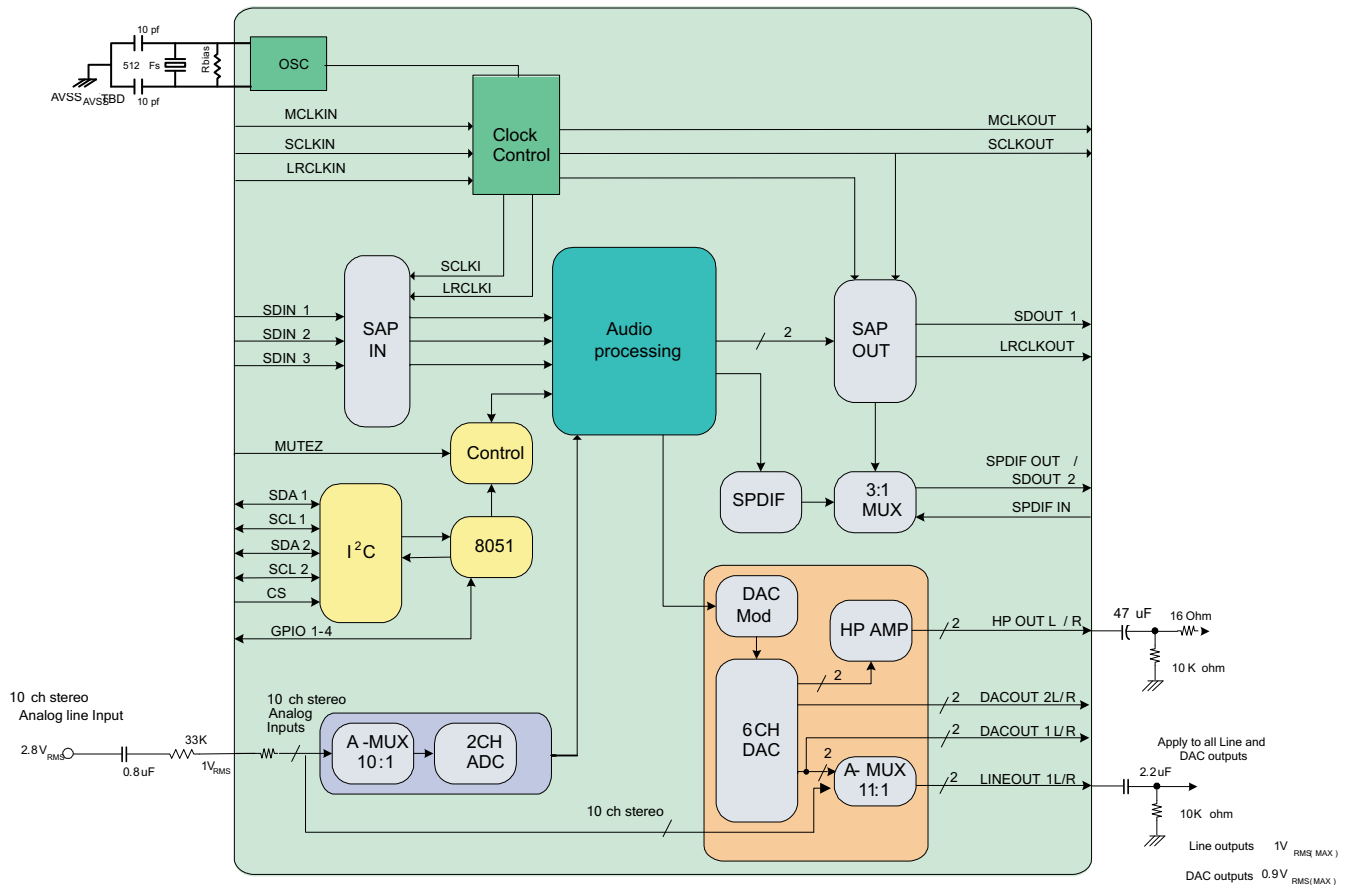 10 pf
512 Fs
Rbias
10 pf
AVSS AVSS TBD
OSC
MCLKIN
SCLKIN
LRCLKIN
Clock
Control
MCLKOUT
SCLKOUT
SCLKI
LRCLKI
SDIN 1
SDIN 2
SDIN 3
SAP
IN
Audio
processing
2
SAP
OUT
SDOUT 1
LRCLKOUT
MUTEZ
Control
SPDIF
3:1
MUX
SPDIF OUT /
SDOUT 2
SPDIF IN
SDA 1
SCL 1
SDA 2
SCL 2
CS
GPIO 1-4
I2C
8051
DAC
Mod
HP AMP
2
HP OUT L / R
47 uF
16 Ohm
10 K ohm
6 CH
DAC
2
2
DACOUT 2L/R
2
DACOUT 1L/R
2
A- MUX
11:1
2
LINEOUT 1L/R
Apply to all Line and
DAC outputs
2.2uF
10K ohm
Line outputs 1V RMS(MAX)
DAC outputs 0.9V RMS(MAX)
10 ch stereo
Analog line Input
2.8V RMS
0.8uF
33K
1V RMS
10 ch stereo
Analog
Inputs
A -MUX
10:1
2CH
ADC
10 ch stereo